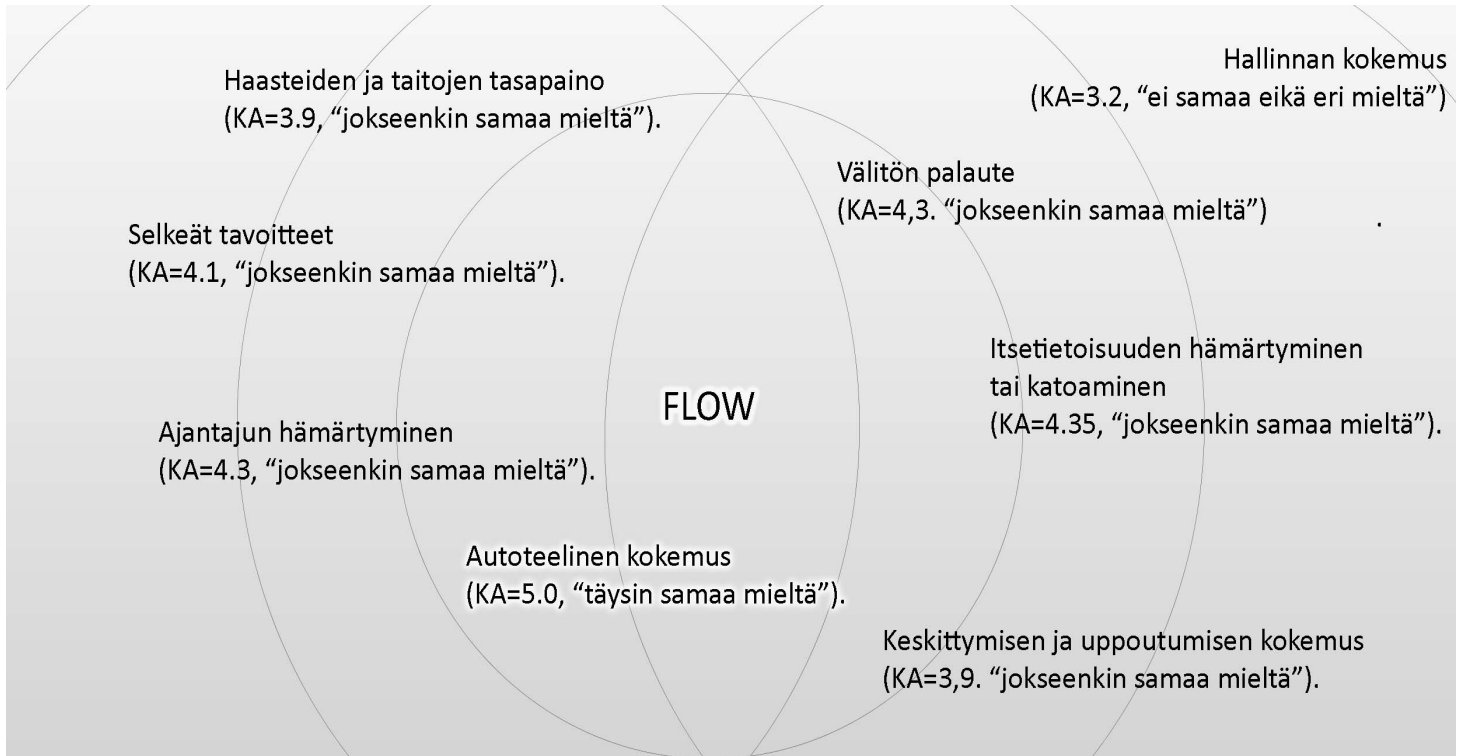 Haasteiden ja taitojen tasapaino
(KA=3.9, “jokseenkin samaa mieltä”).
Hallinnan kokemus
(KA=3.2, “ei samaa eikä eri mieltä”)
Välitön palaute
(KA=4,3. “jokseenkin samaa mieltä”)
.
Selkeät tavoitteet
(KA=4.1, “jokseenkin samaa mieltä”).
Itsetietoisuuden hämärtyminen
tai katoaminen
(KA=4.35, “jokseenkin samaa mieltä”).
FLOW
Ajantajun hämärtyminen
(KA=4.3, “jokseenkin samaa mieltä”).
Autoteelinen kokemus
(KA=5.0, “täysin samaa mieltä”).
Keskittymisen ja uppoutumisen kokemus
(KA=3,9. “jokseenkin samaa mieltä”).